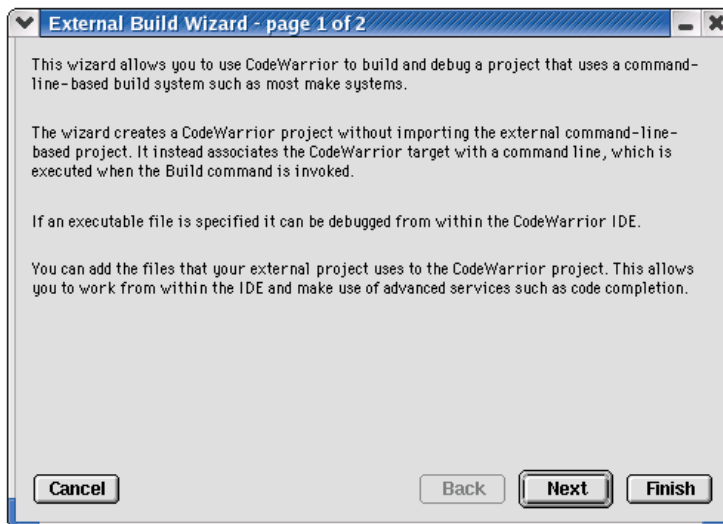 External Build Wizard - page 1 of 2
This wizard allows you to use CodeWarrior to build and debug a project that uses a command-
line-based build system such as most make systems.
The wizard creates a CodeWarrior project without importing the external command-line-
based project. It instead associates the CodeWarrior target with a command line, which is
executed when the Build command is invoked.
If an executable file is specified it can be debugged from within the CodeWarrior IDE.
You can add the files that your external project uses to the CodeWarrior project. This allows
you to work from within the IDE and make use of advanced services such as code completion.
Cancel Back Next Finish